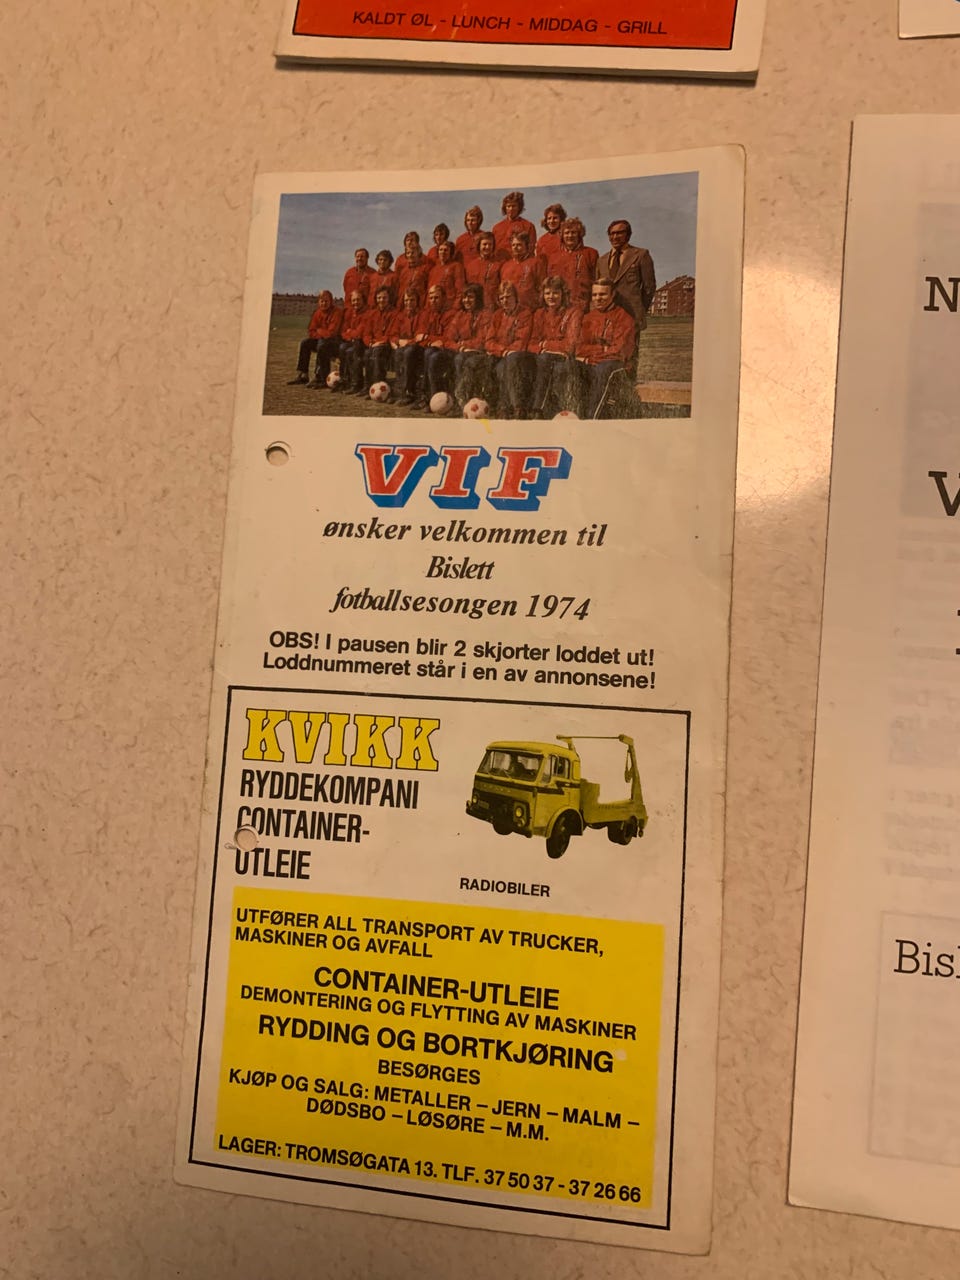 KALDT ØL - LUNCH - MIDDAG - GRILL
VIF
ønsker velkommen til
Bislett
fotballsesongen 1974
OBS! I pausen blir 2 skjorter loddet ut!
Loddnummeret står i en av annonsene!
KVIKK
RYDDEKOMPANI
CONTAINER-
UTLEIE
RADIOBILER
UTFØRER ALL TRANSPORT AV TRUCKER,
MASKINER OG AVFALL
CONTAINER-UTLEIE
DEMONTERING OG FLYTTING AV MASKINER
RYDDING OG BORTKJØRING
BESØRGES
KJØP OG SALG: METALLER – JERN – MALM –
DØDSBO – LØSØRE – M.M.
LAGER: TROMSØGATA 13. TLF. 37 50 37 - 37 26 66
N
V
Bisl